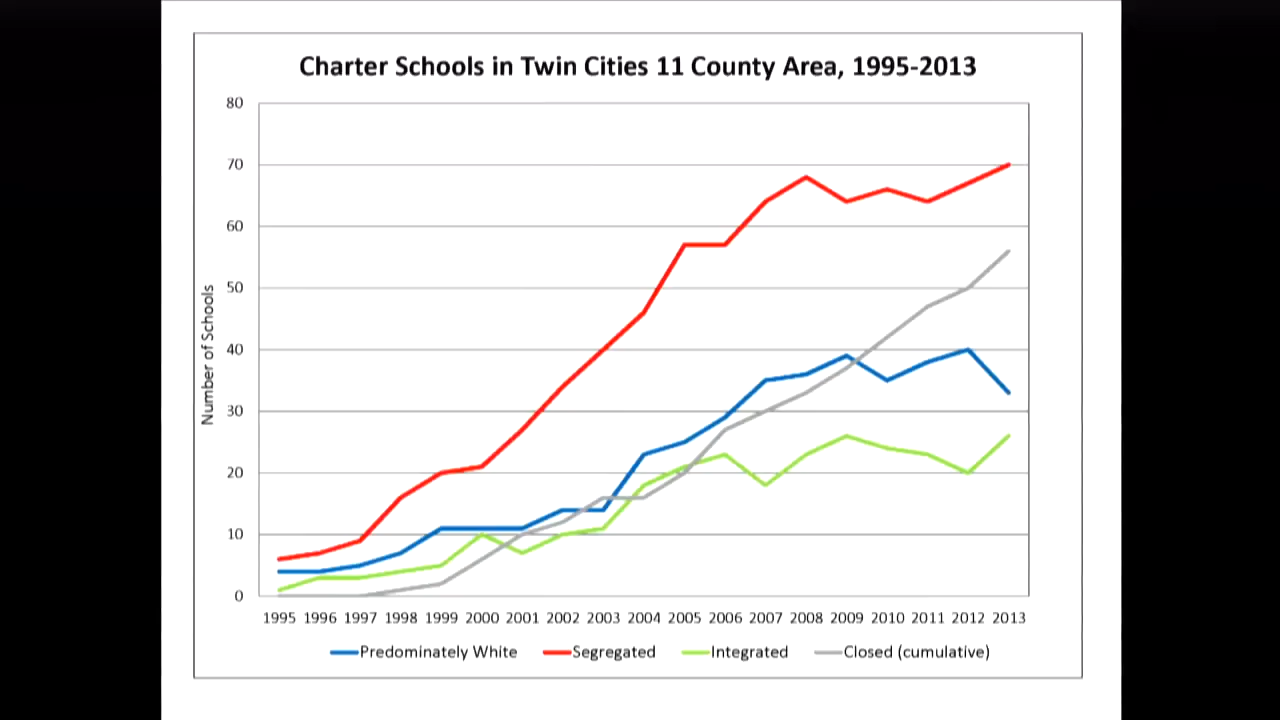 Charter Schools in Twin Cities 11 County Area, 1995-2013
80
70
60
50
40
30
20
10
0
Number of Schools
1995 1996 1997 1998 1999 2000 2001 2002 2003 2004 2005 2006 2007 2008 2009 2010 2011 2012 2013
Predominately White Segregated Integrated Closed (cumulative)